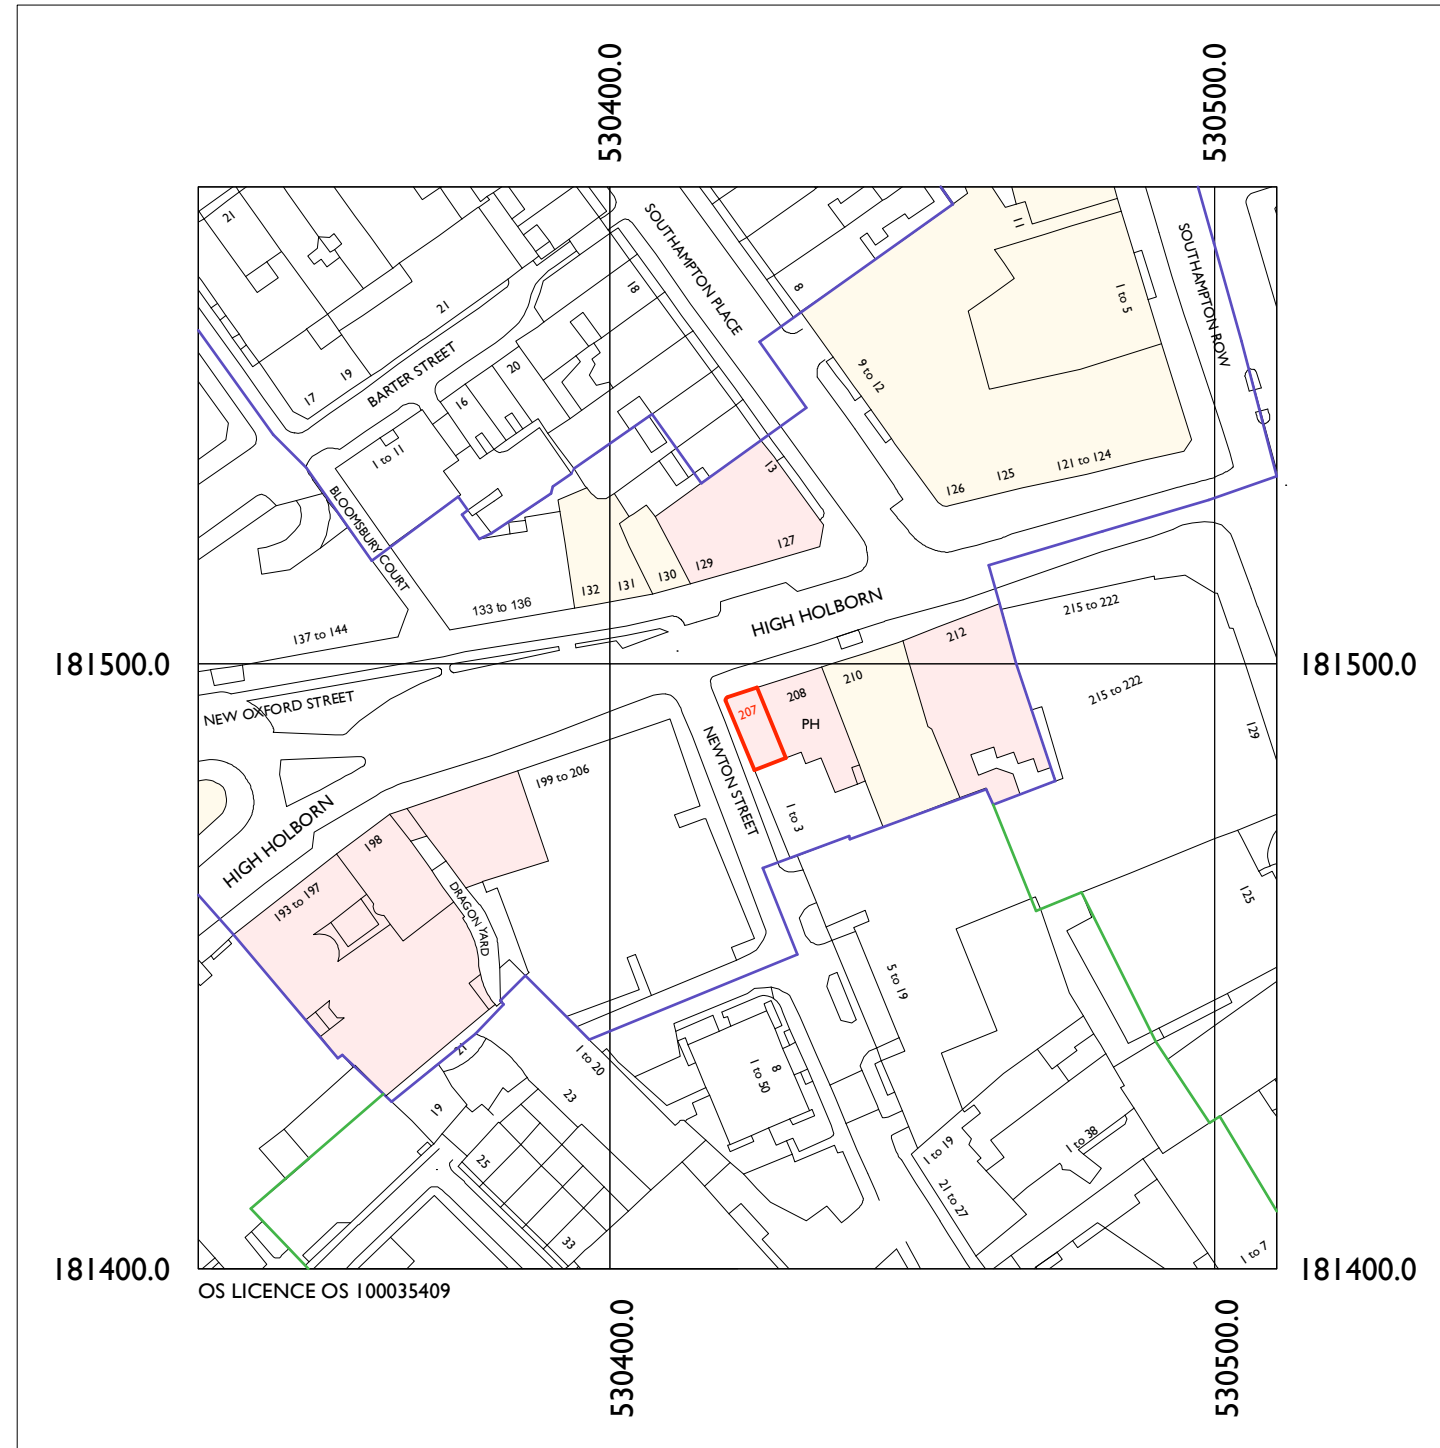 530400.0
530500.0
21
SOUTHAMPTON PLACE
11
SOUTHAMPTON ROW
18
8
1 to 5
21
BARTER STREET
19
17
20
16
9 to 12
1 to 11
13
126
125
121 to 124
BLOOMSBURY COURT
132
131
130
129
127
133 to 136
137 to 144
HIGH HOLBORN
212
215 to 222
181500.0
181500.0
NEW OXFORD STREET
207
208
PH
210
215 to 222
129
NEWTON STREET
199 to 206
1 to 3
HIGH HOLBORN
198
193 to 197
DRAGON YARD
125
5 to 19
21
1 to 20
23
19
8
1 to 50
25
33
1 to 19
21 to 27
1 to 38
1 to 7
181400.0
181400.0
OS LICENCE OS 100035409
530400.0
530500.0